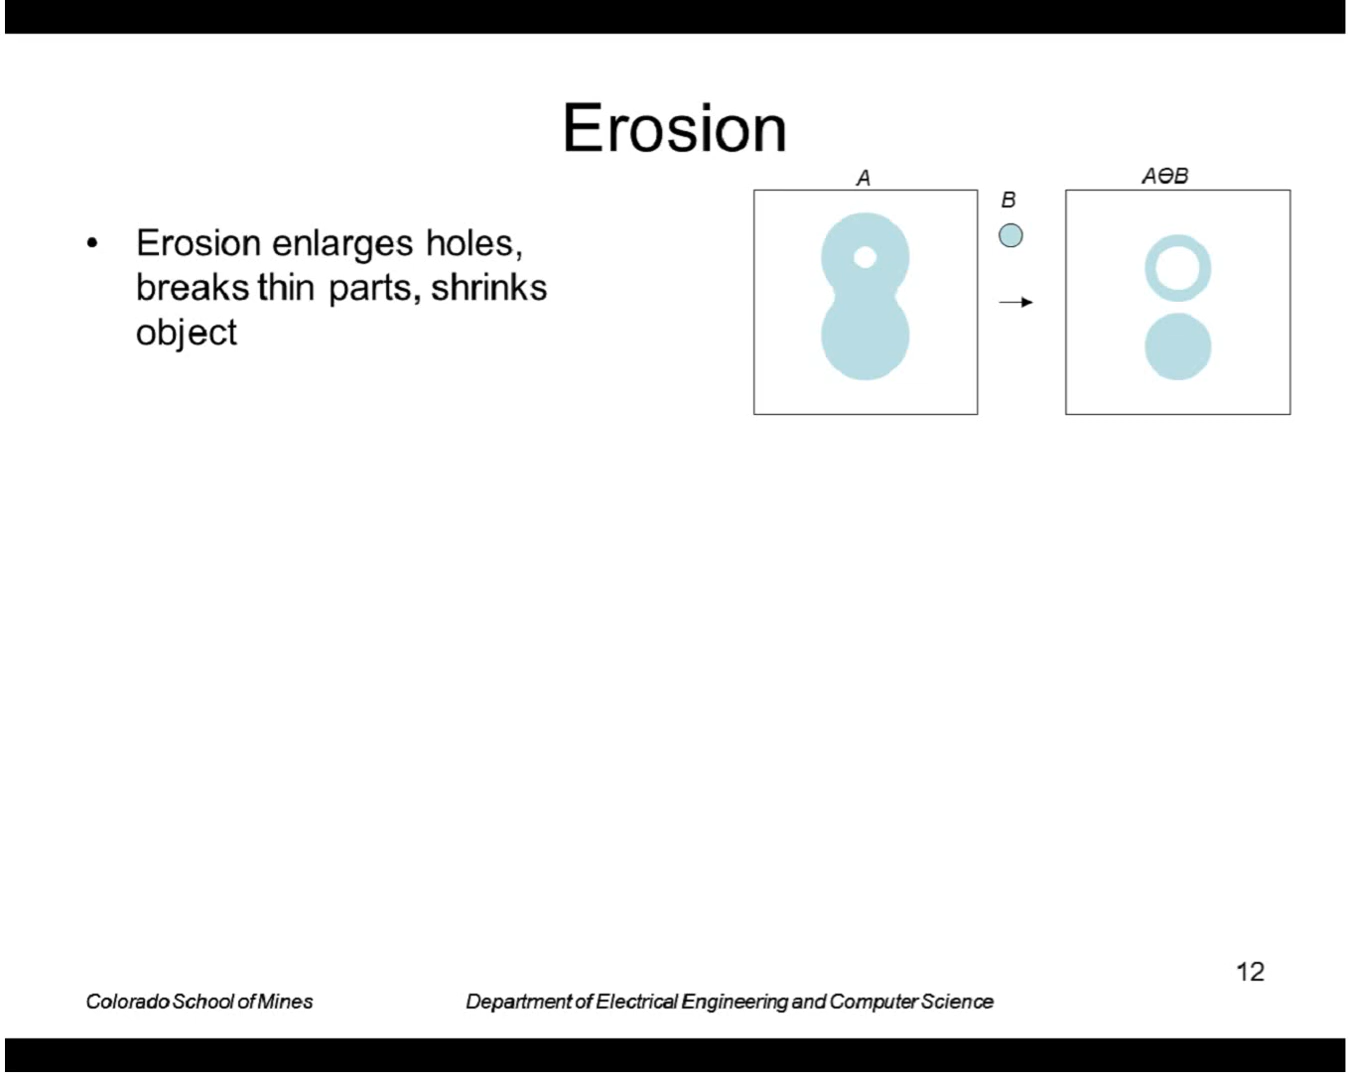 Erosion
• Erosion enlarges holes,
breaks thin parts, shrinks
object
A
B
AΘB
12
Colorado School of Mines
Department of Electrical Engineering and Computer Science